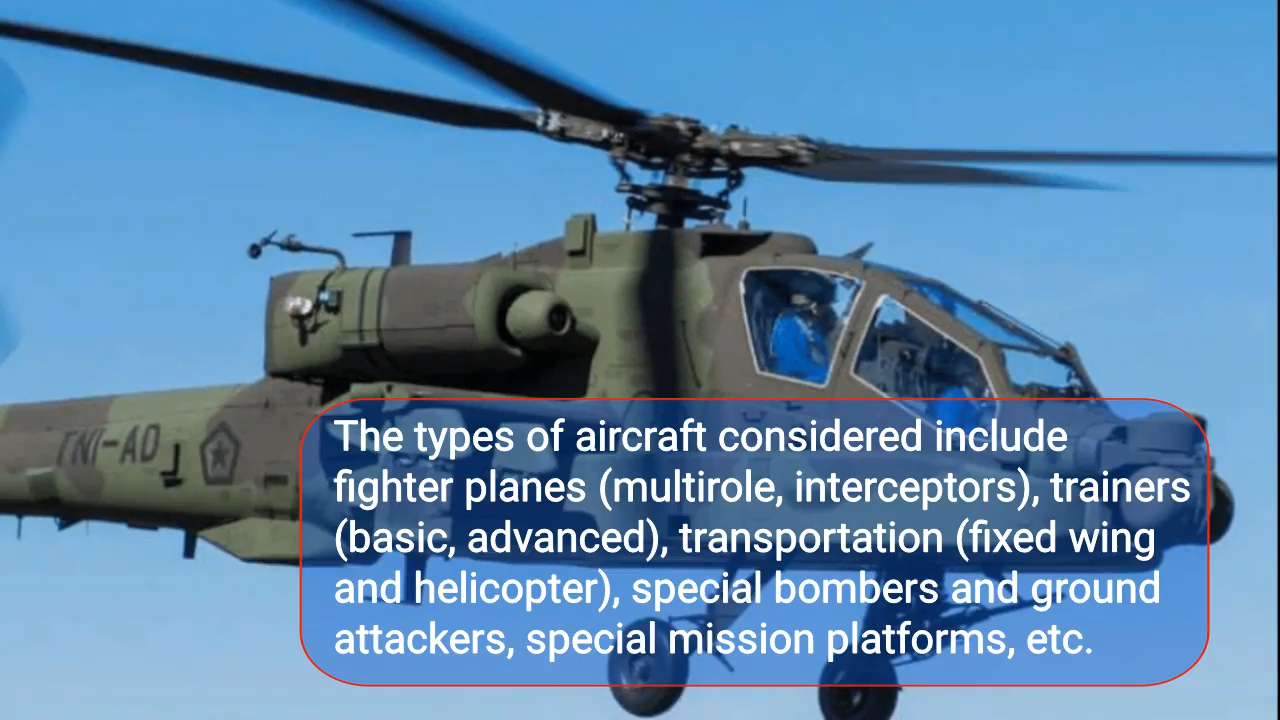 TNI-AD
The types of aircraft considered include
fighter planes (multirole, interceptors), trainers
(basic, advanced), transportation (fixed wing
and helicopter), special bombers and ground
attackers, special mission platforms, etc.